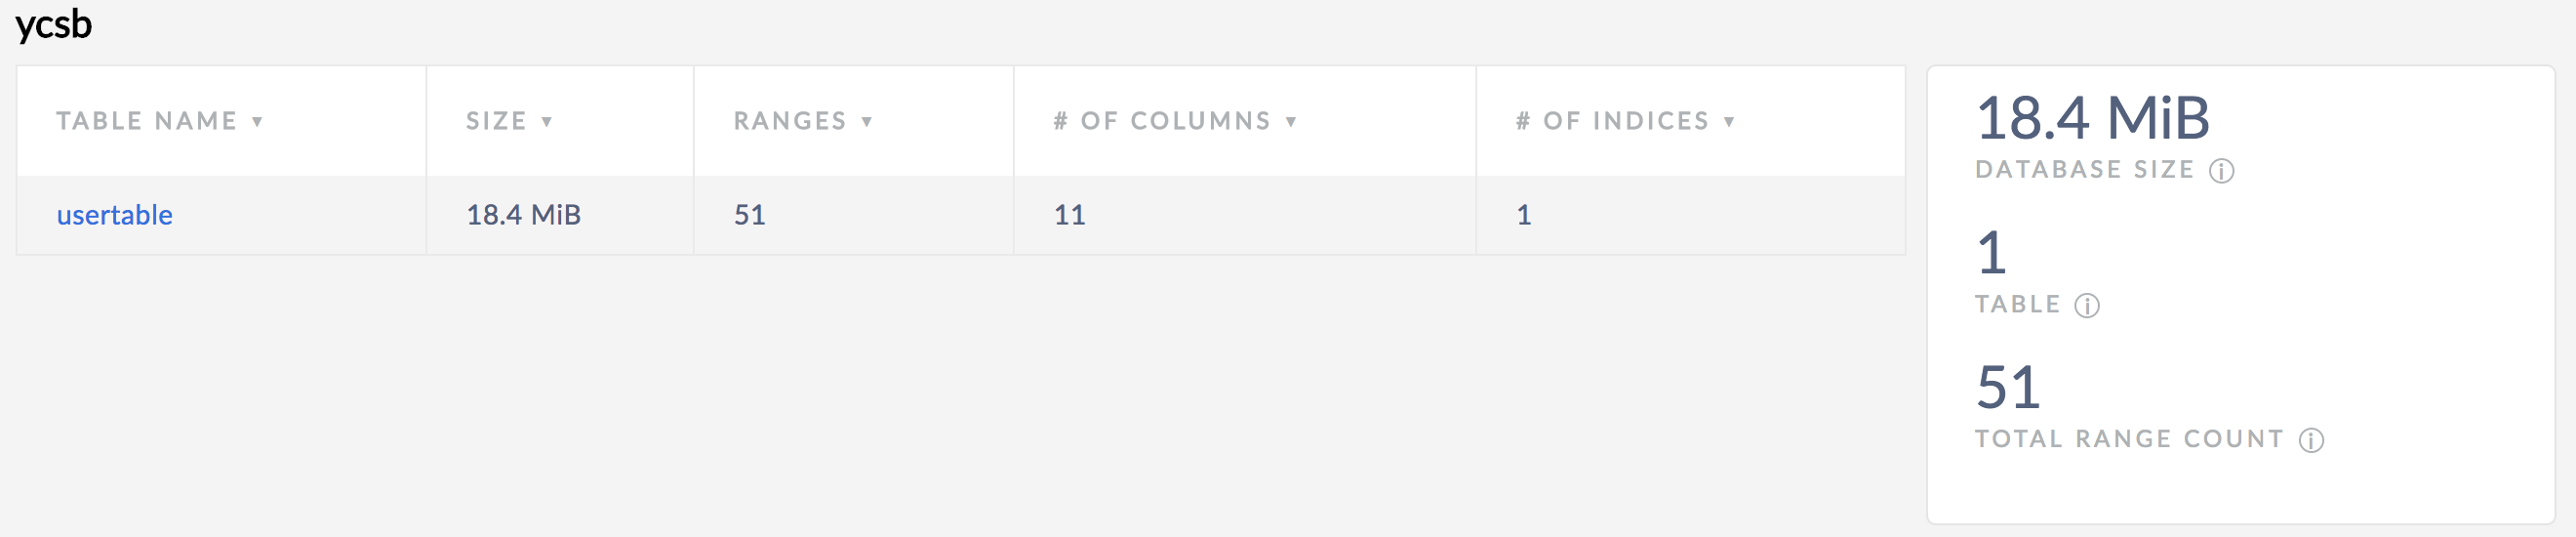 ycsb
TABLE NAME ▼ SIZE ▼ RANGES ▼ # OF COLUMNS ▼ # OF INDICES ▼
usertable 18.4 MiB 51 11 1
18.4 MiB
DATABASE SIZE
1
TABLE
51
TOTAL RANGE COUNT